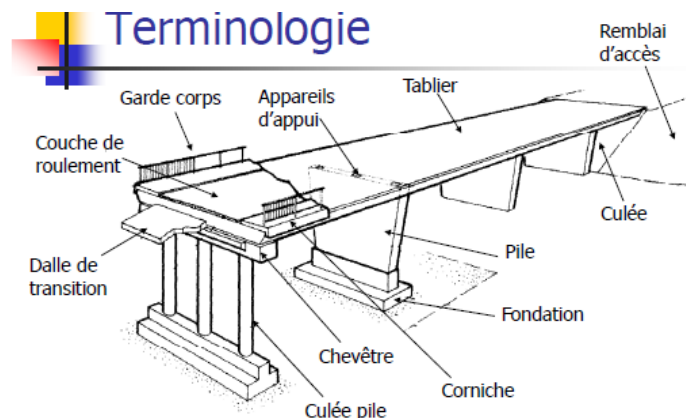 Terminologie
Remblai
d'accès
Tablier
Appareils
d'appui
Garde corps
Couche de
roulement
Culée
Pile
Dalle de
transition
Fondation
Chevêtre
Corniche
Culée pile